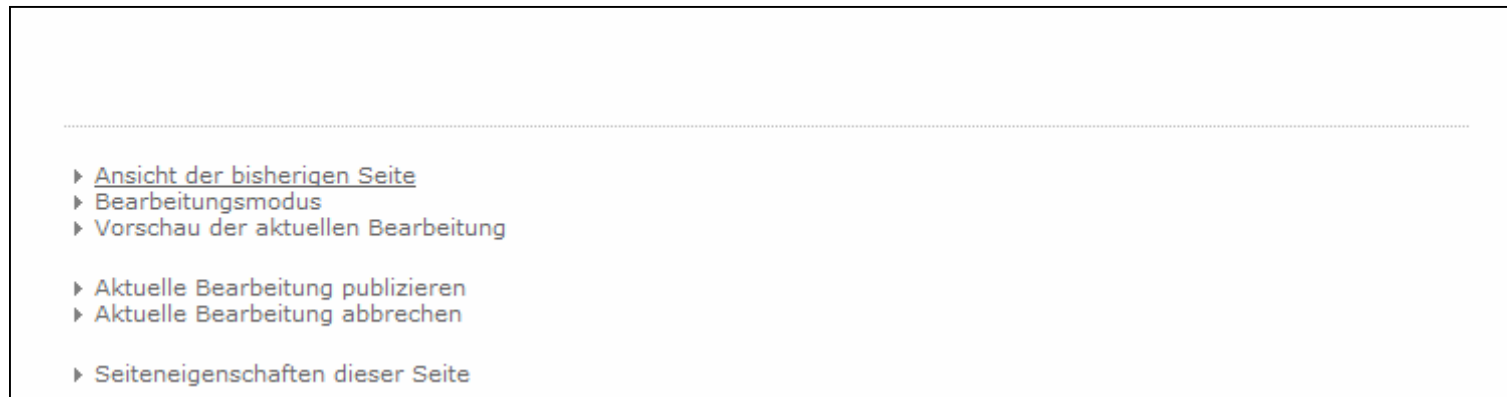 Ansicht der bisherigen Seite
Bearbeitungsmodus
Vorschau der aktuellen Bearbeitung
Aktuelle Bearbeitung publizieren
Aktuelle Bearbeitung abbrechen
Seiteneigenschaften dieser Seite